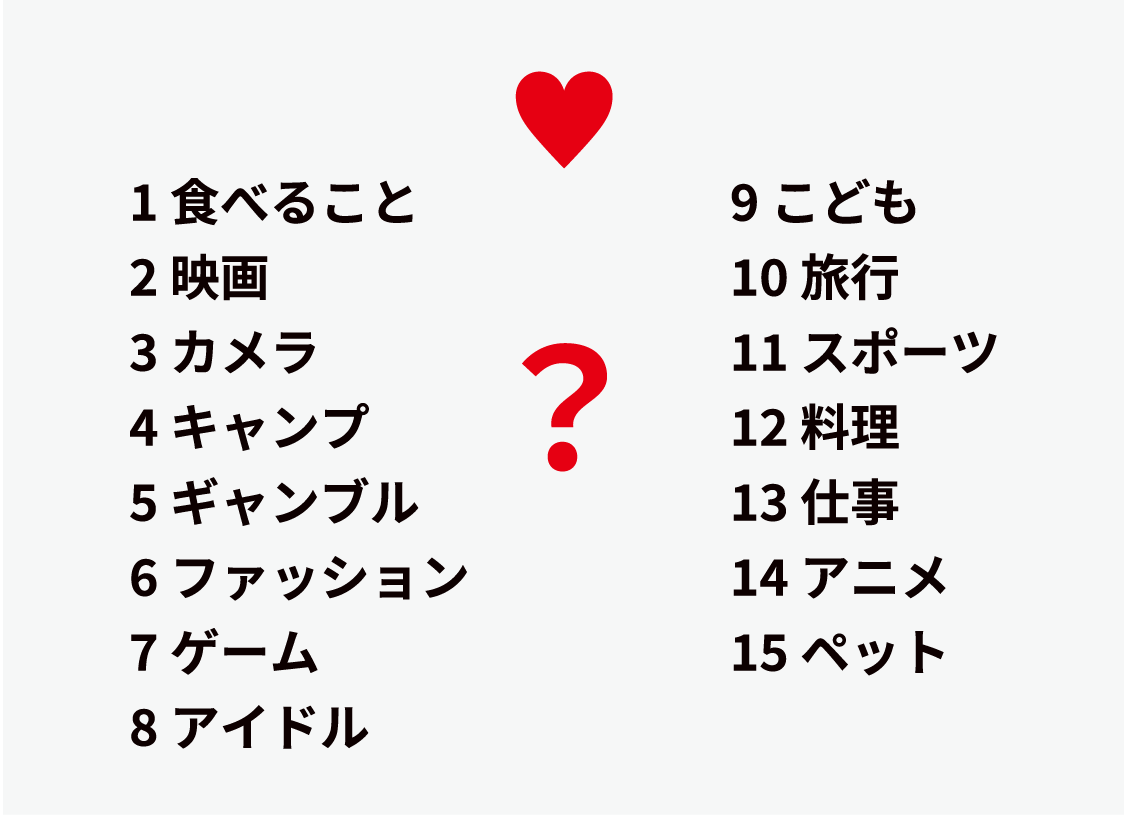 1 食べること
2 映画
3 カメラ
4 キャンプ
5 ギャンブル
6 ファッション
7 ゲーム
8 アイドル
?
9 こども
10 旅行
11 スポーツ
12 料理
13 仕事
14 アニメ
15 ペット